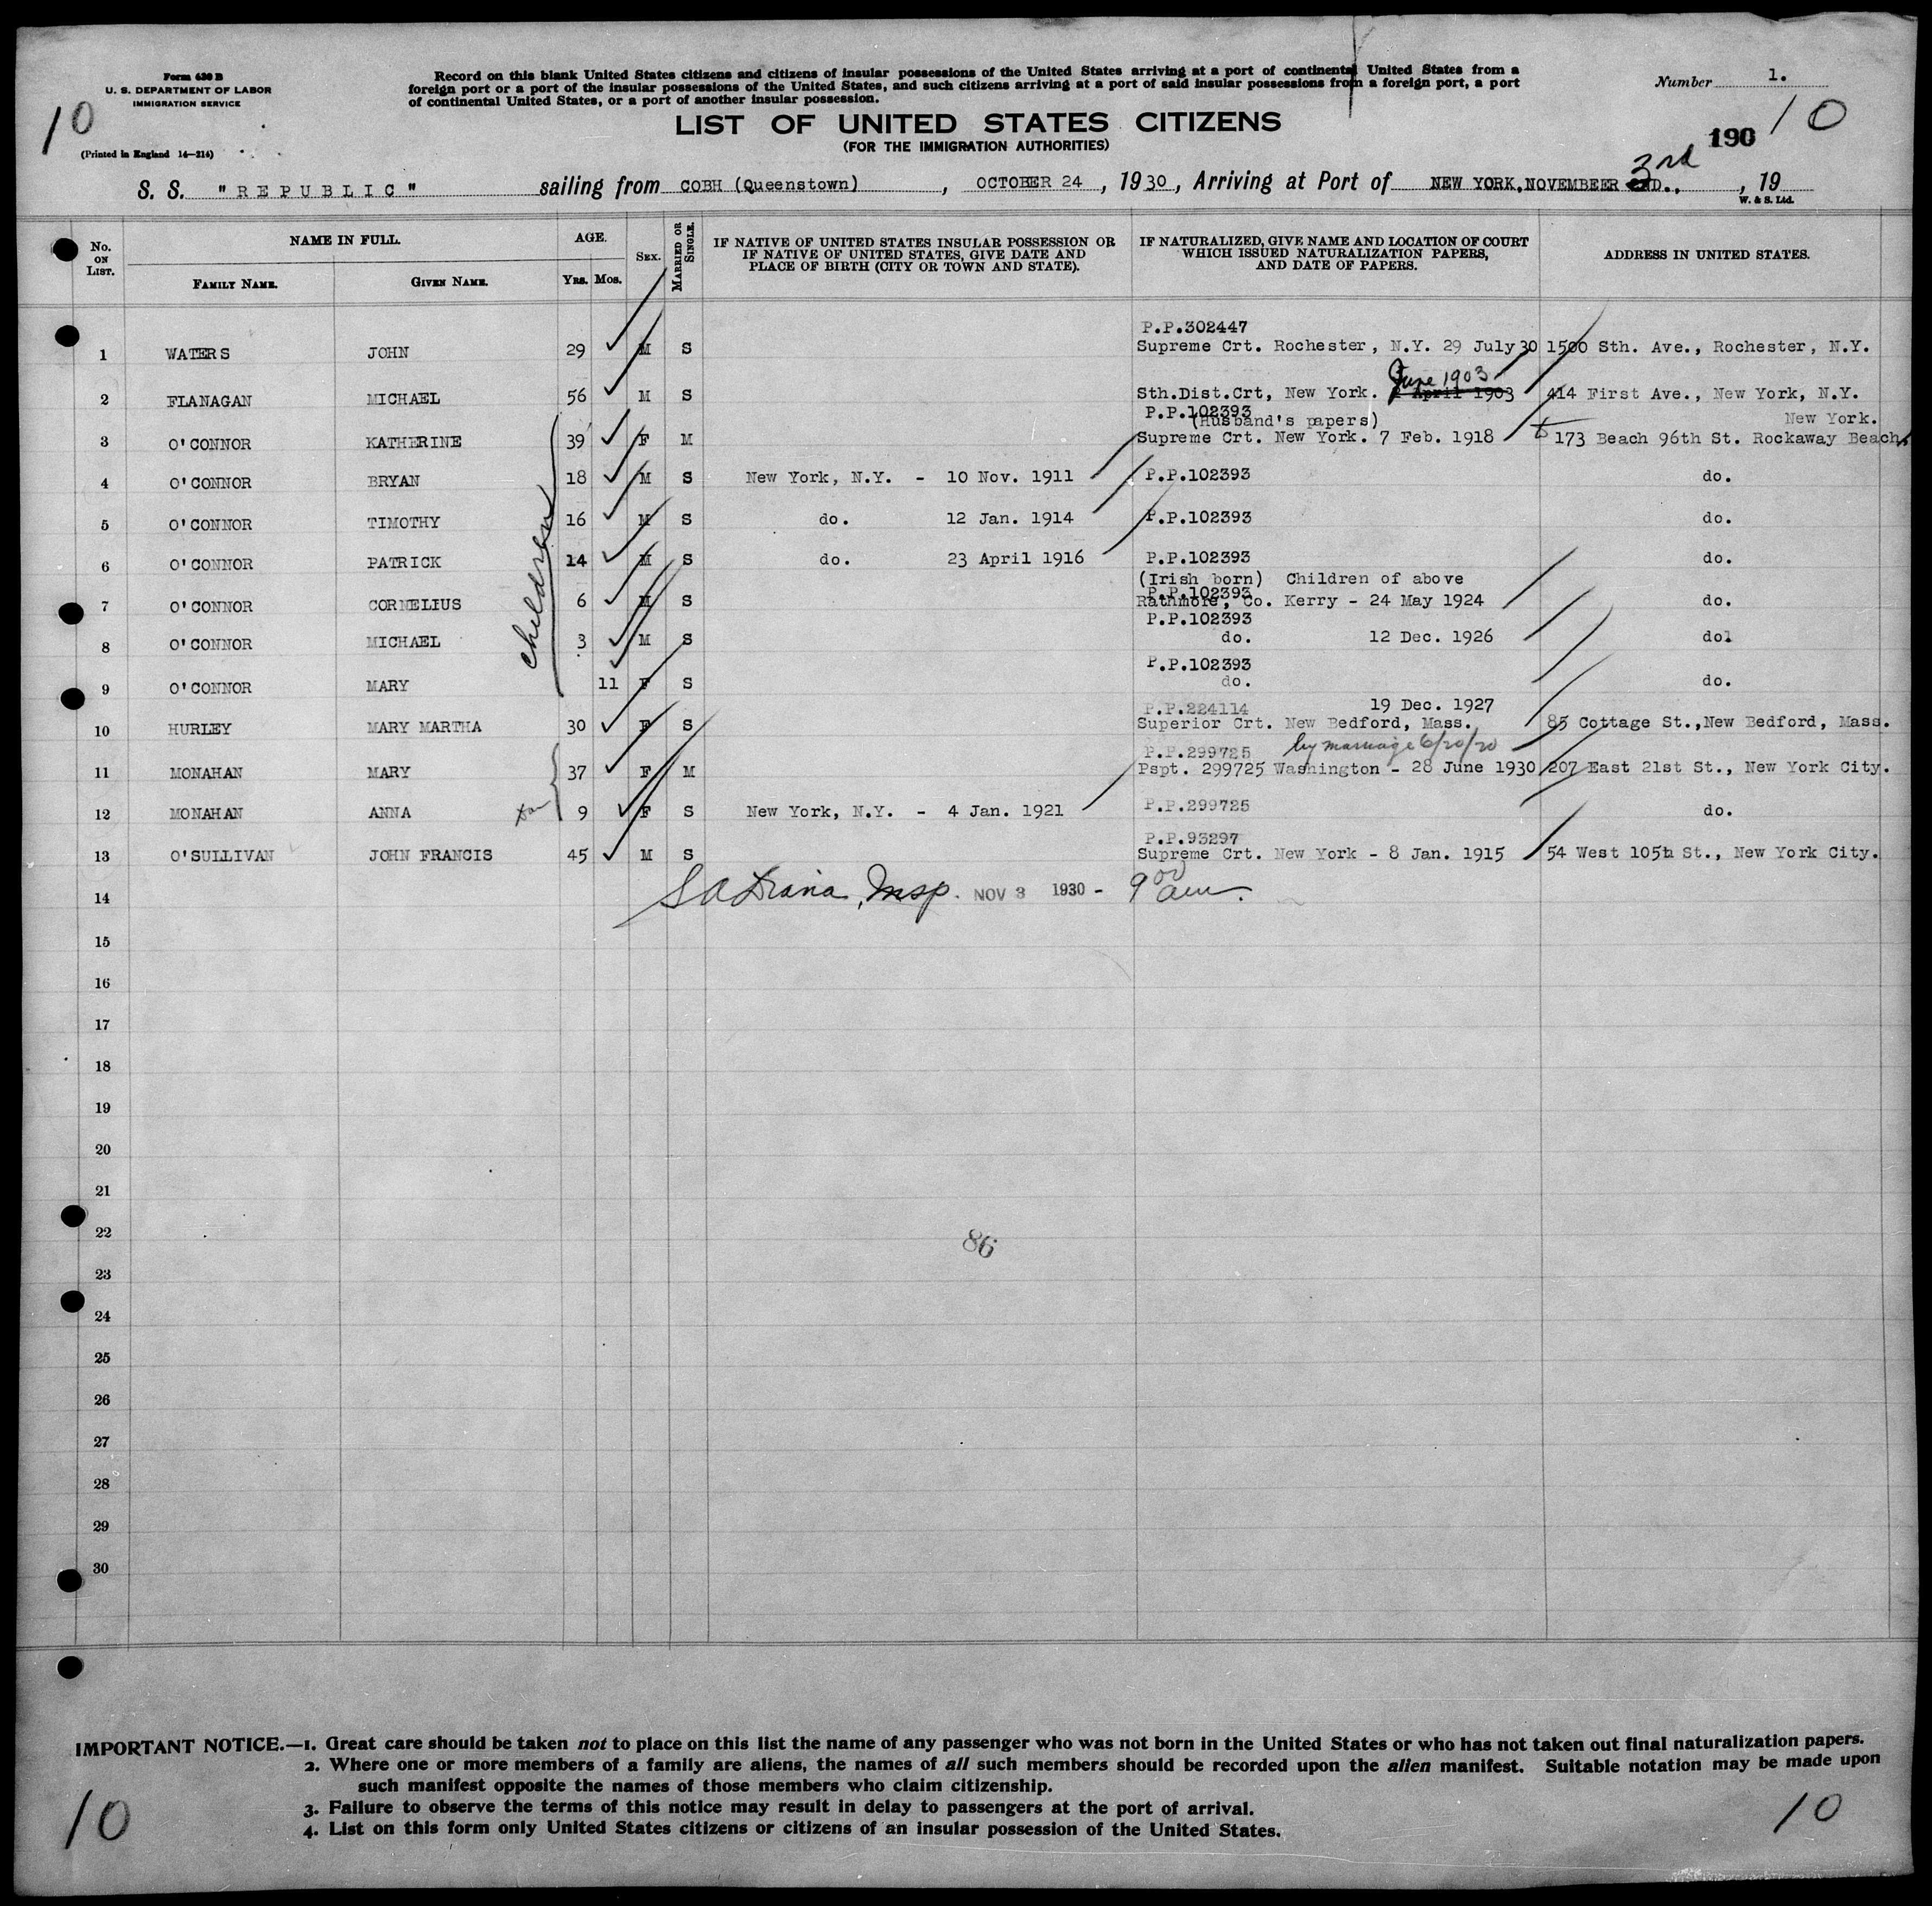 Form 630 B
U. S. DEPARTMENT OF LABOR
IMMIGRATION SERVICE
(Printed in England 14—214)
10
Record on this blank United States citizens and citizens of insular possessions of the United States arriving at a port of continental United States from a
foreign port or a port of the insular possessions of the United States, and such citizens arriving at a port of said insular possessions from a foreign port, a port
of continental United States, or a port of another insular possession.
Number 1.
LIST OF UNITED STATES CITIZENS
(FOR THE IMMIGRATION AUTHORITIES)
190
10
S. S. "REPUBLIC" sailing from COBH (Queenstown), OCTOBER 24, 1930, Arriving at Port of NEW YORK, NOVEMBEER 3rd, 19
W. & S. Ltd.
No. ON LIST. NAME IN FULL. FAMILY NAME. GIVEN NAME. AGE. YRS. MOS. SEX. MARRIED OR SINGLE. IF NATIVE OF UNITED STATES INSULAR POSSESSION OR IF NATIVE OF UNITED STATES, GIVE DATE AND PLACE OF BIRTH (CITY OR TOWN AND STATE). IF NATURALIZED, GIVE NAME AND LOCATION OF COURT WHICH ISSUED NATURALIZATION PAPERS, AND DATE OF PAPERS. ADDRESS IN UNITED STATES.
P.P.302447
1 WATERS JOHN 29 M S Supreme Crt. Rochester, N.Y. 29 July 30 1500 Sth. Ave., Rochester, N.Y.
June 1903
2 FLANAGAN MICHAEL 56 M S Sth.Dist.Crt, New York. 2 April 1903 414 First Ave., New York, N.Y.
P.P.102393
(Husband's papers) New York.
3 O'CONNOR KATHERINE 39 F M Supreme Crt. New York. 7 Feb. 1918 173 Beach 96th St. Rockaway Beach,
4 O'CONNOR BRYAN 18 M S New York, N.Y. - 10 Nov. 1911 P.P.102393 do.
5 O'CONNOR TIMOTHY 16 M S do. 12 Jan. 1914 P.P.102393 do.
6 O'CONNOR PATRICK 14 M S do. 23 April 1916 P.P.102393 do.
children
(Irish born) Children of above
P.P.102393
7 O'CONNOR CORNELIUS 6 M S Rathmore, Co. Kerry - 24 May 1924 do.
P.P.102393
8 O'CONNOR MICHAEL 3 M S do. 12 Dec. 1926 do.
P.P.102393
9 O'CONNOR MARY 11 F S do. do.
19 Dec. 1927
P.P.224114
10 HURLEY MARY MARTHA 30 F S Superior Crt. New Bedford, Mass. 85 Cottage St.,New Bedford, Mass.
P.P.299725 by marriage 6/20/20
11 MONAHAN MARY 37 F M Pspt. 299725 Washington - 28 June 1930 207 East 21st St., New York City.
12 MONAHAN ANNA 9 F S New York, N.Y. - 4 Jan. 1921 P.P.299725 do.
P.P.93297
13 O'SULLIVAN JOHN FRANCIS 45 M S Supreme Crt. New York - 8 Jan. 1915 54 West 105th St., New York City.
14 Insp. NOV 3 1930 - 9 00 am.
15
16
17
18
19
20
21
22
86
23
24
25
26
27
28
29
30
IMPORTANT NOTICE.—1. Great care should be taken not to place on this list the name of any passenger who was not born in the United States or who has not taken out final naturalization papers.
2. Where one or more members of a family are aliens, the names of all such members should be recorded upon the alien manifest. Suitable notation may be made upon
such manifest opposite the names of those members who claim citizenship.
3. Failure to observe the terms of this notice may result in delay to passengers at the port of arrival.
4. List on this form only United States citizens or citizens of an insular possession of the United States.
10
10